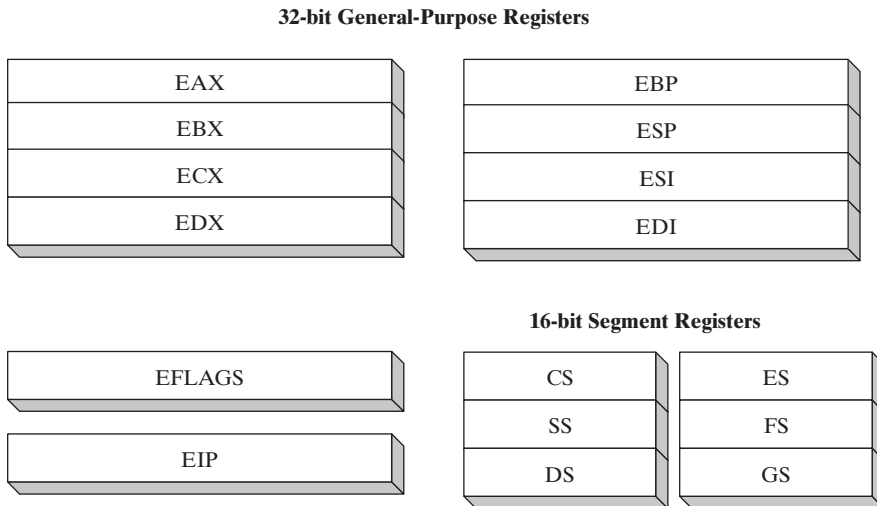 32-bit General-Purpose Registers
EAX
EBX
ECX
EDX
EBP
ESP
ESI
EDI
16-bit Segment Registers
EFLAGS
EIP
CS
SS
DS
ES
FS
GS